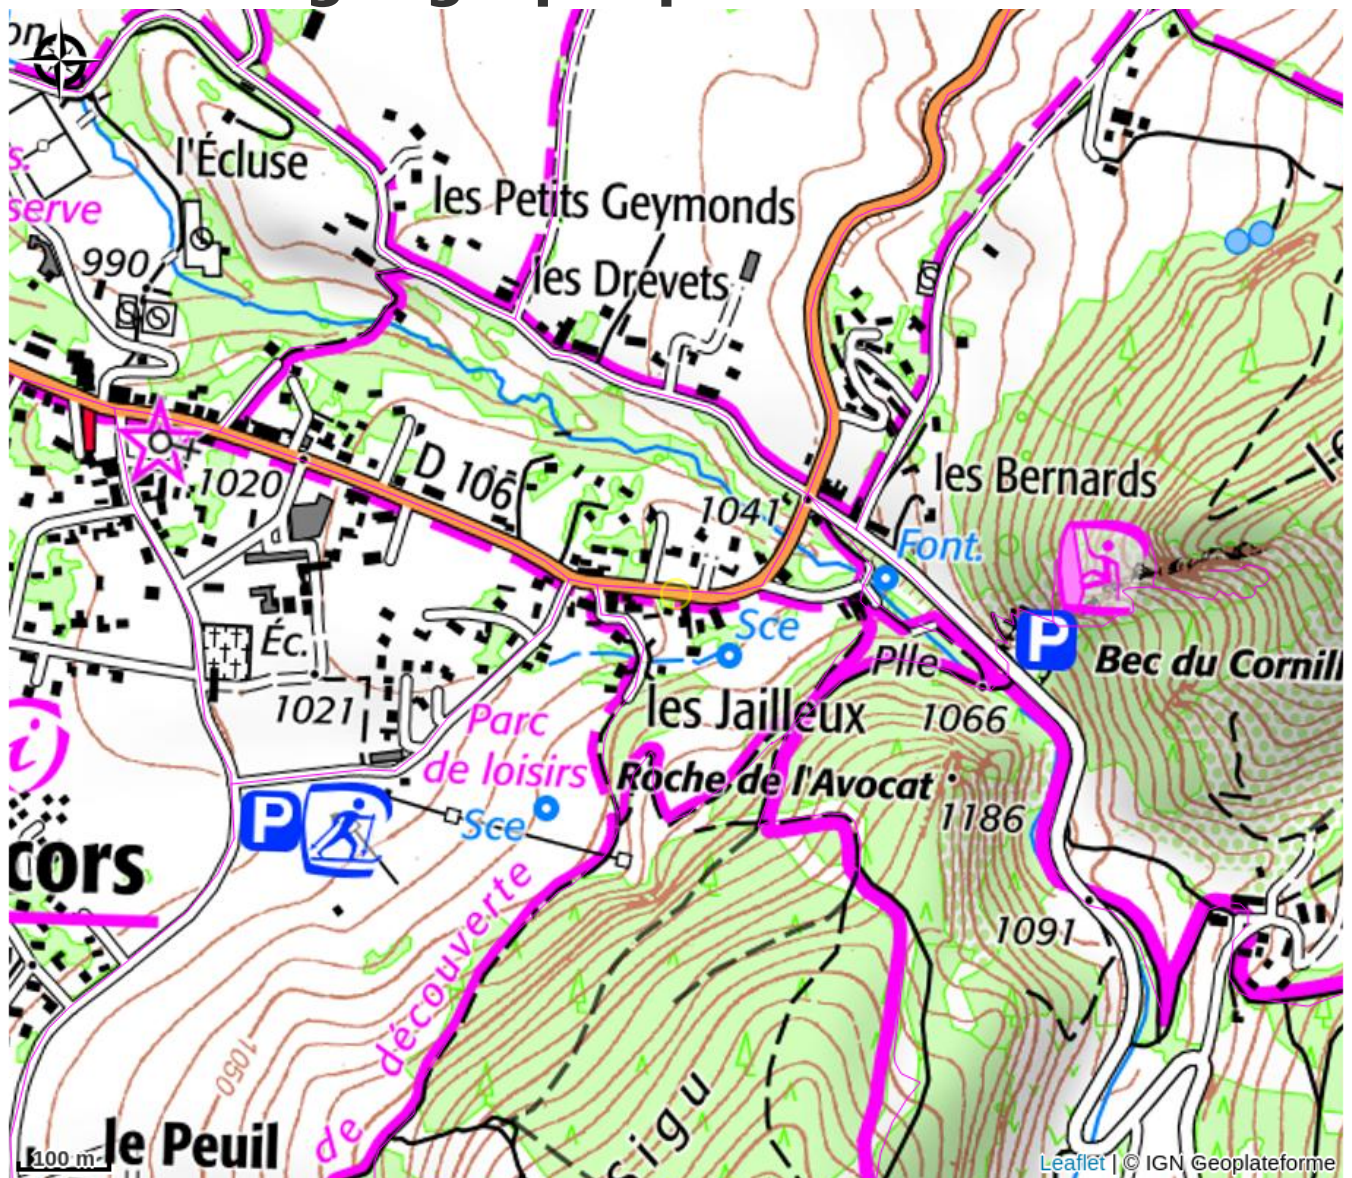 l'Écluse
serve
les Petits Geymonds
990
les Drevets
S
S
D 106
1020
1041
les Bernards
Font.
Éc.
Sce
P
Plle
Bec du Cornill
1021
les Jailleux
1066
Parc
de loisirs
Roche de l'Avocat
i
1186
P
Sce
cors
1091
de découverte
1050
sigu
le Peuil
100 m
Leaflet | © IGN Geoplateforme